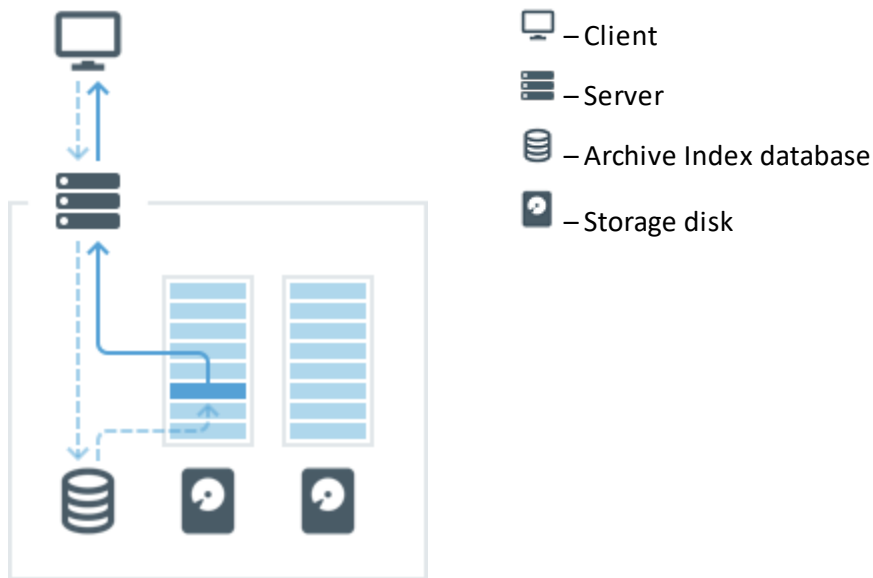 – Client
– Server
– Archive Index database
– Storage disk